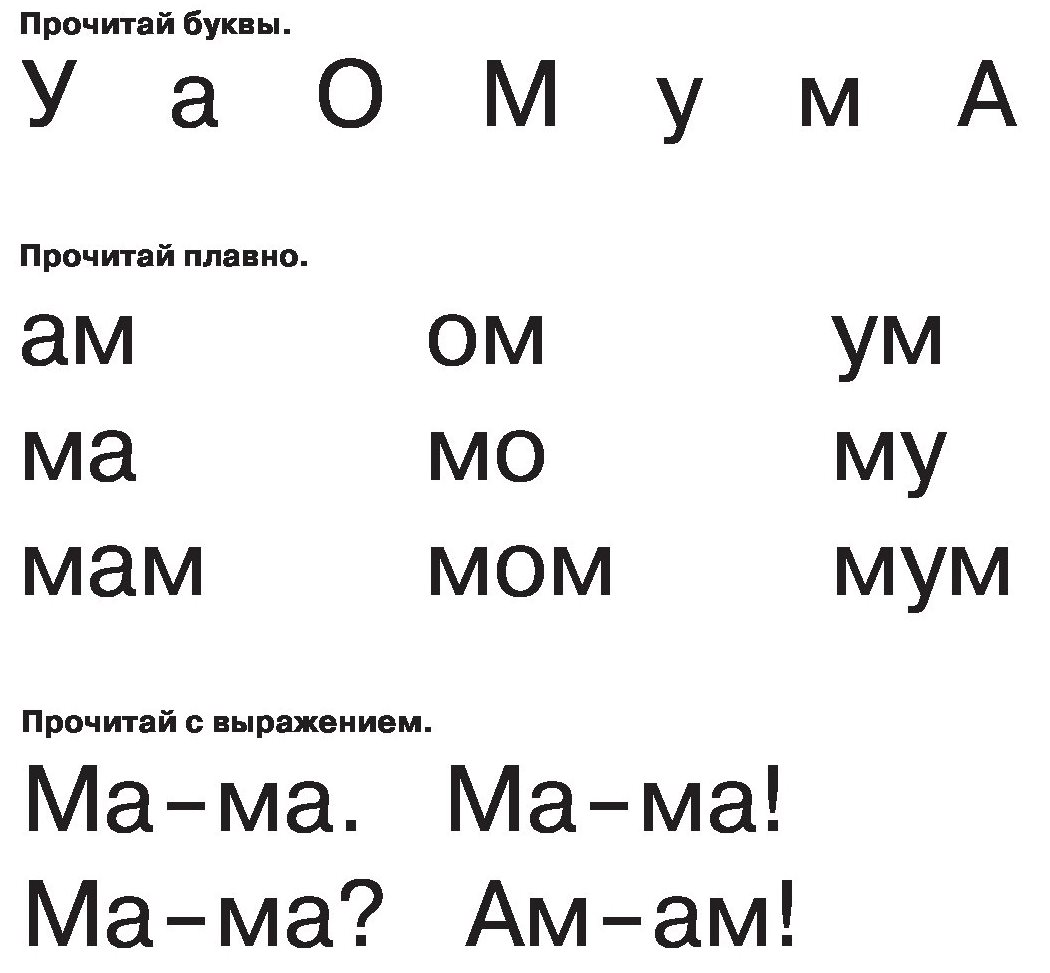 Прочитай буквы.
У а О М у м А
Прочитай плавно.
ам ом ум
ма мо му
мам мом мум
Прочитай с выражением.
Ма–ма. Ма–ма!
Ма–ма? Ам–ам!